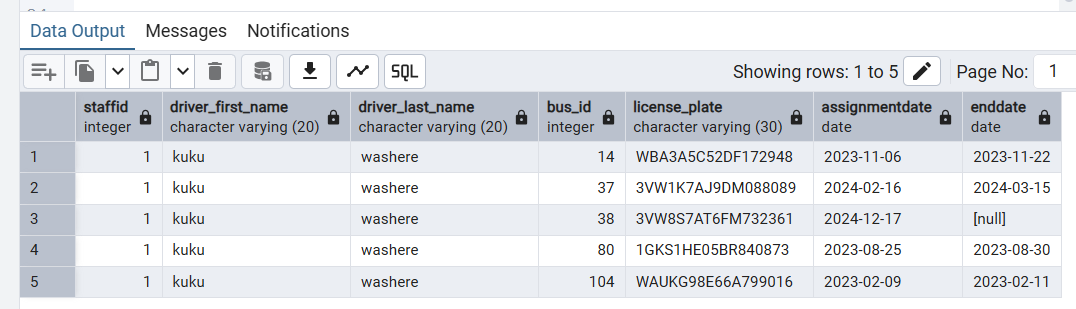 Data Output Messages Notifications
SQL Showing rows: 1 to 5 Page No: 1
staffid driver_first_name driver_last_name bus_id license_plate assignmentdate enddate
integer character varying (20) character varying (20) integer character varying (30) date date
1 1 kuku washere 14 WBA3A5C52DF172948 2023-11-06 2023-11-22
2 1 kuku washere 37 3VW1K7AJ9DM088089 2024-02-16 2024-03-15
3 1 kuku washere 38 3VW8S7AT6FM732361 2024-12-17 [null]
4 1 kuku washere 80 1GKS1HE05BR840873 2023-08-25 2023-08-30
5 1 kuku washere 104 WAUKG98E66A799016 2023-02-09 2023-02-11